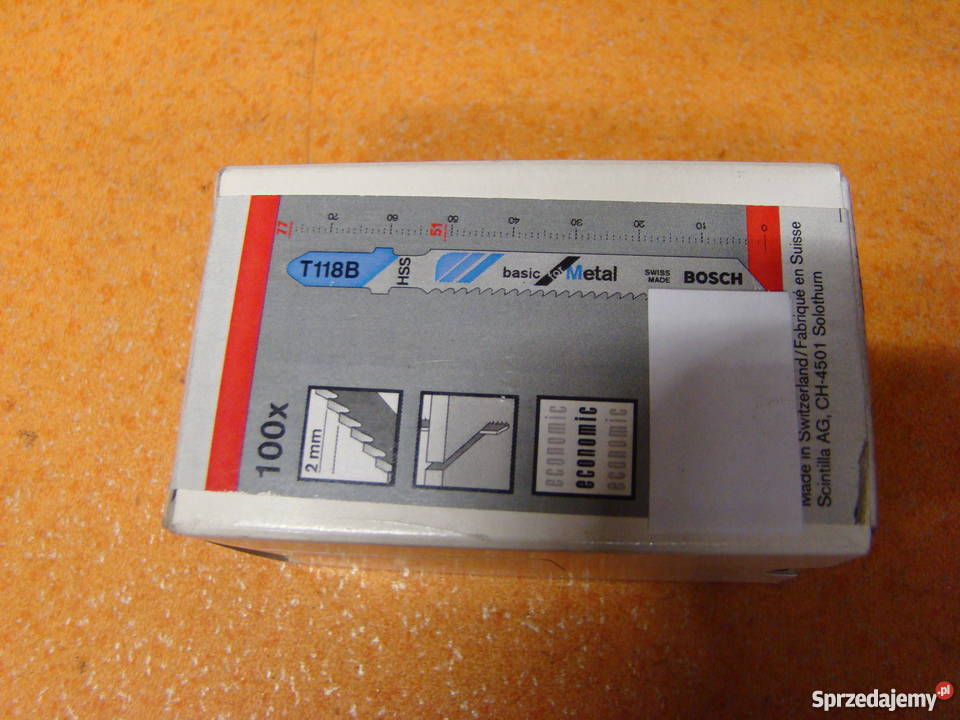 77 70 60 51 50 40 30 20 10 0
T118B HSS basic for Metal SWISS MADE BOSCH
100x
2 mm
economic
economic
economic
Made in Switzerland/Fabriqué en Suisse
Scintilla AG, CH-4501 Solothurn
Sprzedajemy.pl